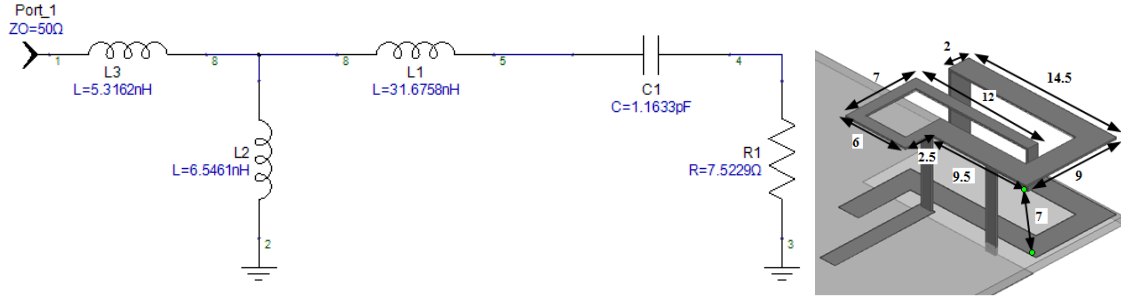 Port_1
ZO=50Ω
1
L3
L=5.3162nH
8
8
L1
L=31.6758nH
5
C1
C=1.1633pF
4
L2
L=6.5461nH
2
R1
R=7.5229Ω
3
2
7
14.5
12
6
2.5
9.5
9
7